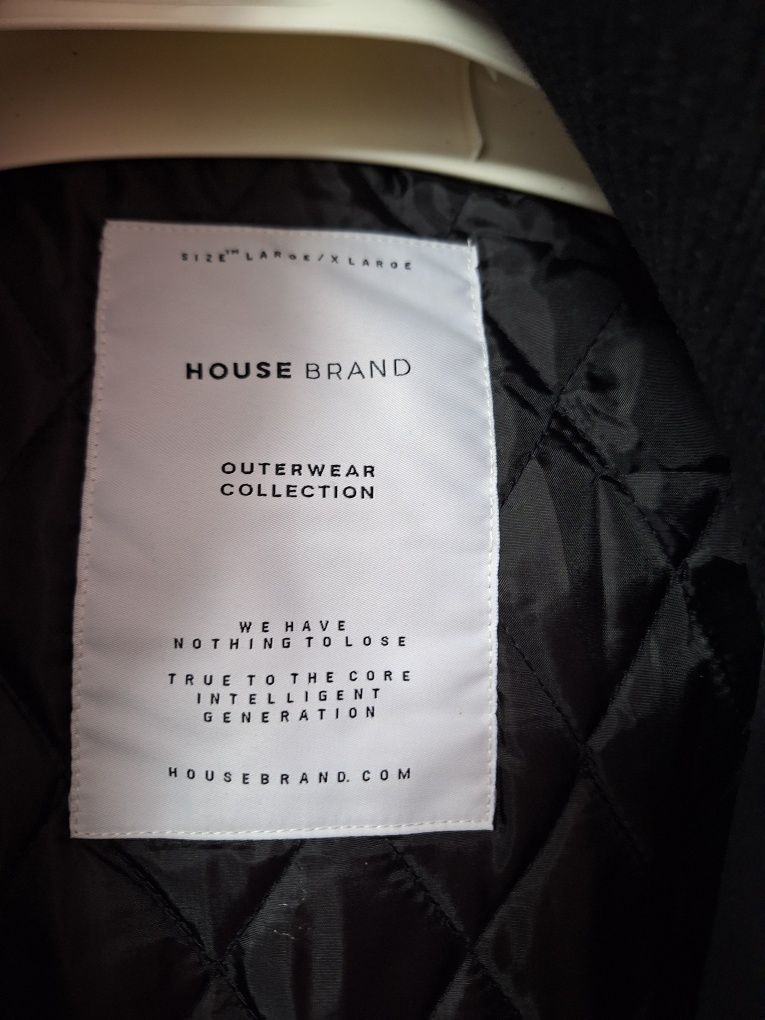 SIZE™ LARGE/XLARGE
HOUSE BRAND
OUTERWEAR
COLLECTION
WE HAVE
NOTHING TO LOSE
TRUE TO THE CORE
INTELLIGENT
GENERATION
HOUSEBRAND.COM